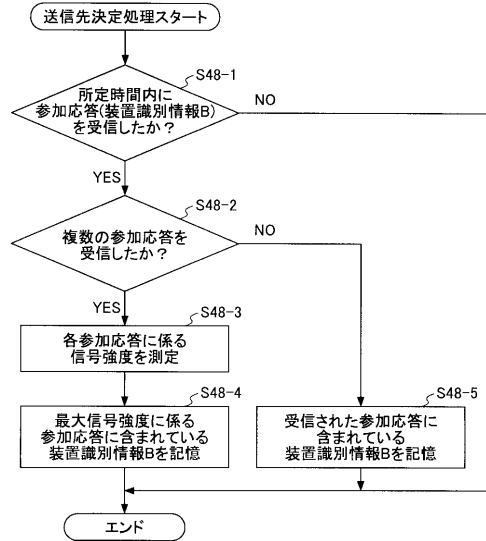 送信先決定処理スタート
S48-1
所定時間内に
参加応答(装置識別情報B)
を受信したか？
NO
YES
S48-2
複数の参加応答を
受信したか？
NO
YES
S48-3
各参加応答に係る
信号強度を測定
S48-4
最大信号強度に係る
参加応答に含まれている
装置識別情報Bを記憶
S48-5
受信された参加応答に
含まれている
装置識別情報Bを記憶
エンド